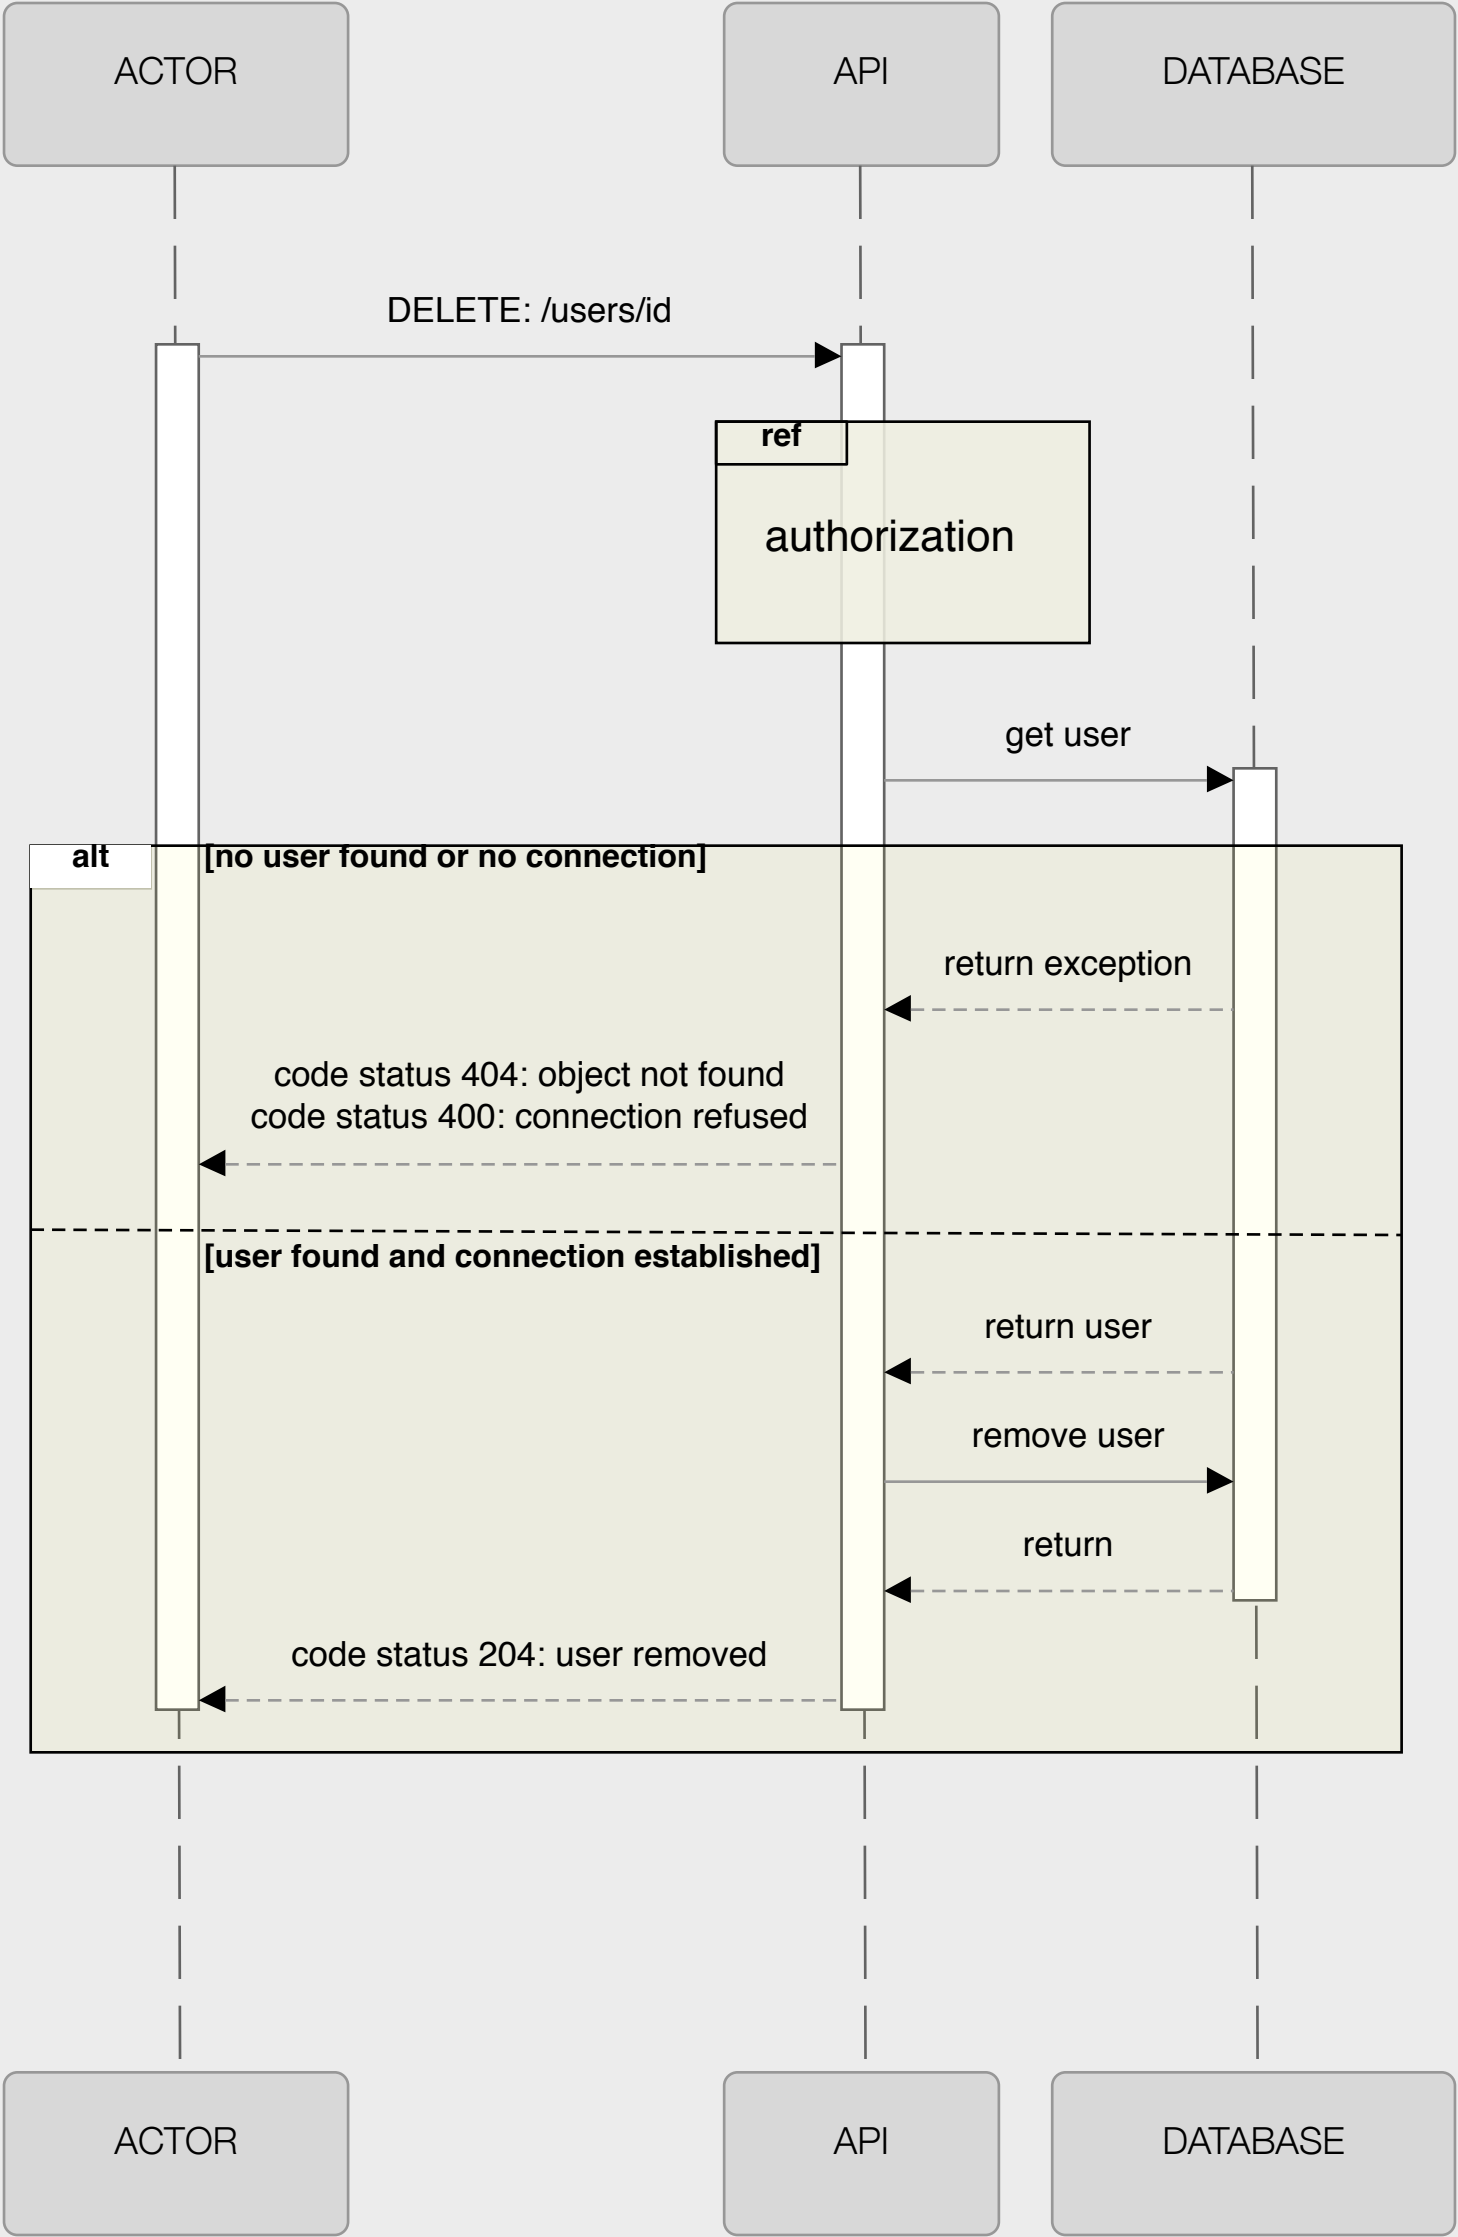 ACTOR
API
DATABASE
DELETE: /users/id
ref
authorization
get user
alt
[no user found or no connection]
return exception
code status 404: object not found
code status 400: connection refused
[user found and connection established]
return user
remove user
return
code status 204: user removed
ACTOR
API
DATABASE